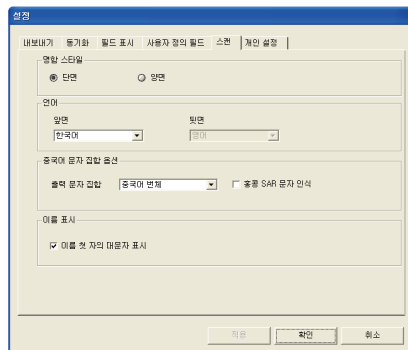 설정
내보내기 동기화 필드 표시 사용자 정의 필드 스캔 개인 설정
명함 스타일
단면 양면
언어
앞면 뒷면
한국어 영어
중국어 문자 집합 옵션
출력 문자 집합 중국어 번체 홍콩 SAR 문자 인식
이름 표시
이름 첫 자의 대문자 표시
적용 확인 취소